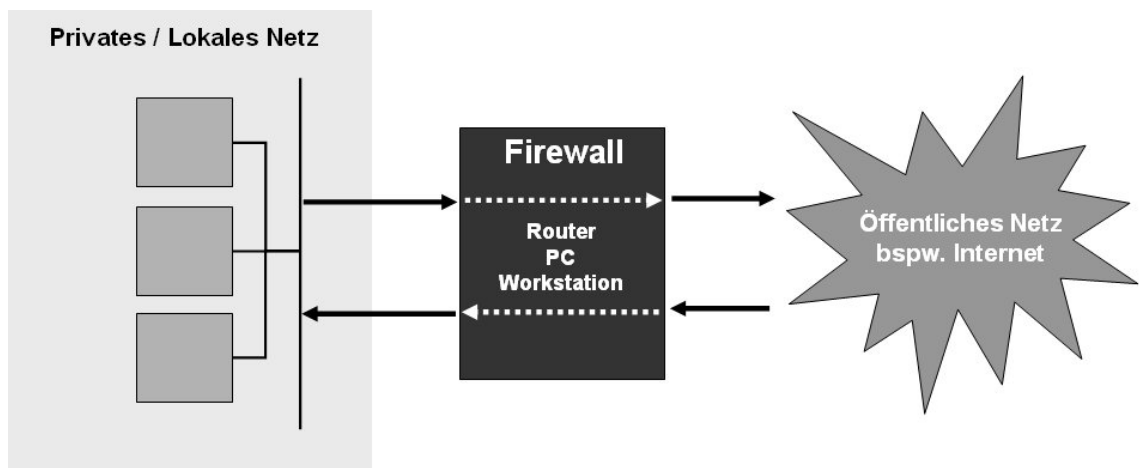 Privates / Lokales Netz
Firewall
Router
PC
Workstation
Öffentliches Netz
bspw. Internet